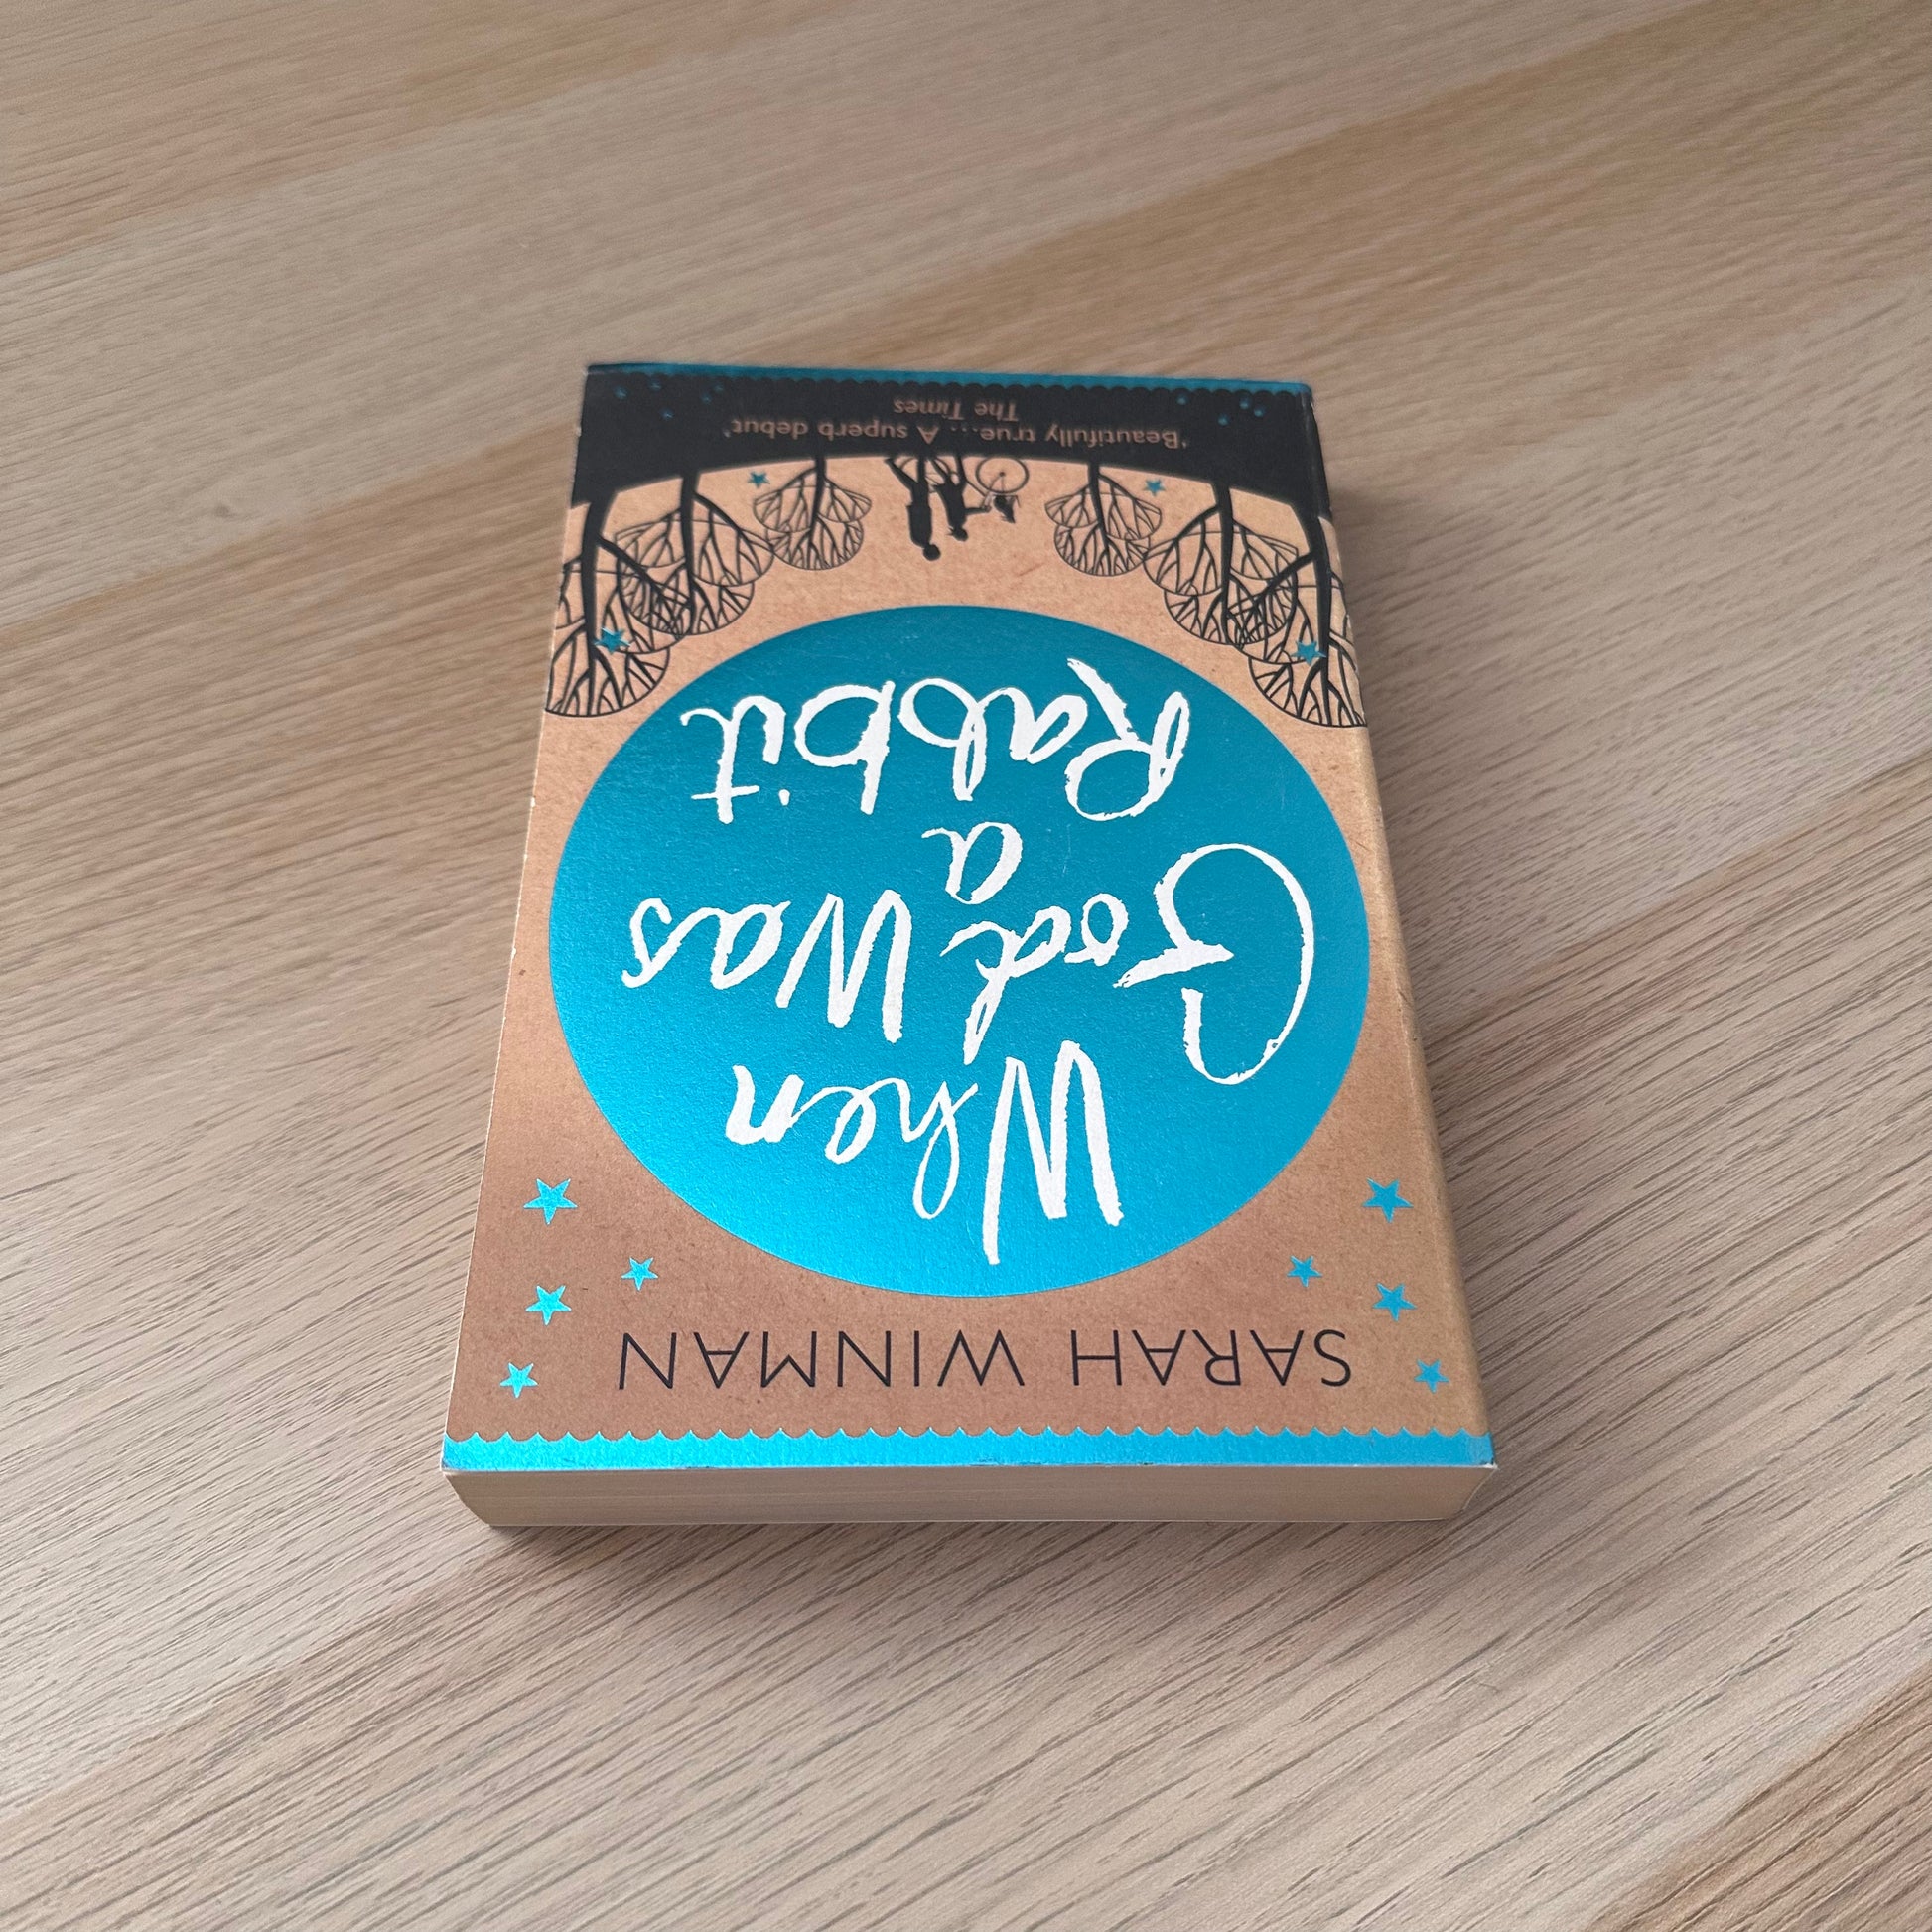 SARAH WINMAN
When
God Was
a
Rabbit
'Beautifully true... A superb debut'
The Times